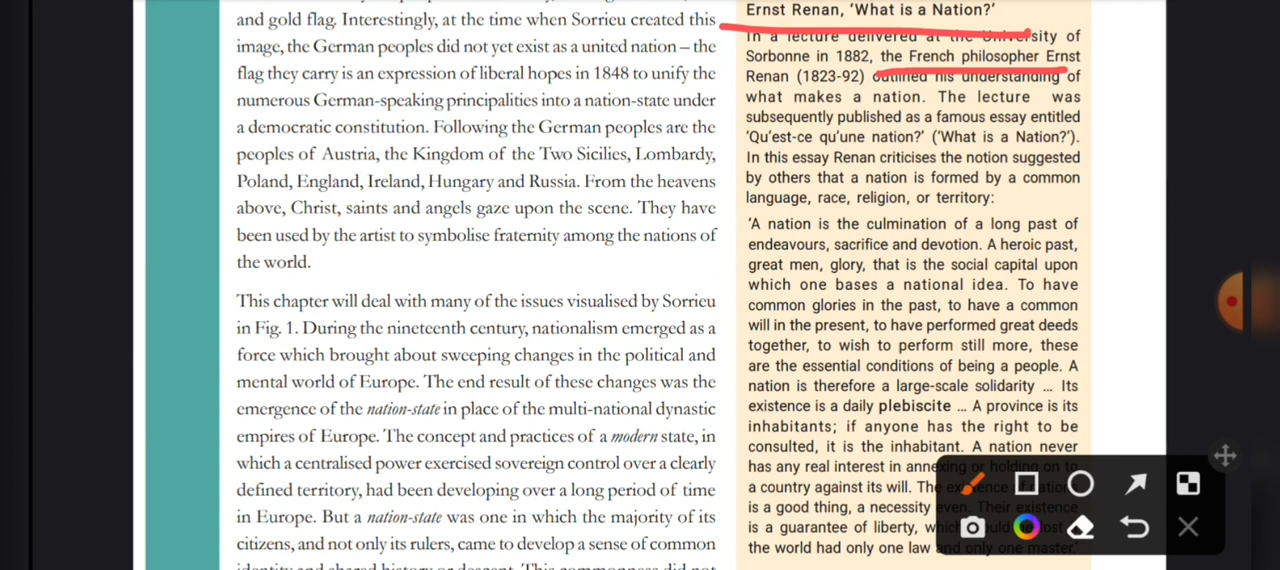 and gold flag. Interestingly, at the time when Sorrieu created this
image, the German peoples did not yet exist as a united nation – the
flag they carry is an expression of liberal hopes in 1848 to unify the
numerous German-speaking principalities into a nation-state under
a democratic constitution. Following the German peoples are the
peoples of Austria, the Kingdom of the Two Sicilies, Lombardy,
Poland, England, Ireland, Hungary and Russia. From the heavens
above, Christ, saints and angels gaze upon the scene. They have
been used by the artist to symbolise fraternity among the nations of
the world.
This chapter will deal with many of the issues visualised by Sorrieu
in Fig. 1. During the nineteenth century, nationalism emerged as a
force which brought about sweeping changes in the political and
mental world of Europe. The end result of these changes was the
emergence of the nation-state in place of the multi-national dynastic
empires of Europe. The concept and practices of a modern state, in
which a centralised power exercised sovereign control over a clearly
defined territory, had been developing over a long period of time
in Europe. But a nation-state was one in which the majority of its
citizens, and not only its rulers, came to develop a sense of common
Ernst Renan, ‘What is a Nation?’
In a lecture delivered at the University of
Sorbonne in 1882, the French philosopher Ernst
Renan (1823-92) outlined his understanding of
what makes a nation. The lecture was
subsequently published as a famous essay entitled
‘Qu’est-ce qu’une nation?’ (‘What is a Nation?’).
In this essay Renan criticises the notion suggested
by others that a nation is formed by a common
language, race, religion, or territory:
‘A nation is the culmination of a long past of
endeavours, sacrifice and devotion. A heroic past,
great men, glory, that is the social capital upon
which one bases a national idea. To have
common glories in the past, to have a common
will in the present, to have performed great deeds
together, to wish to perform still more, these
are the essential conditions of being a people. A
nation is therefore a large-scale solidarity ... Its
existence is a daily plebiscite ... A province is its
inhabitants; if anyone has the right to be
consulted, it is the inhabitant. A nation never
has any real interest in annexing or holding on to
a country against its will. The existence of nations
is a good thing, a necessity even. Their existence
is a guarantee of liberty, which would be lost if
the world had only one law and only one master.’